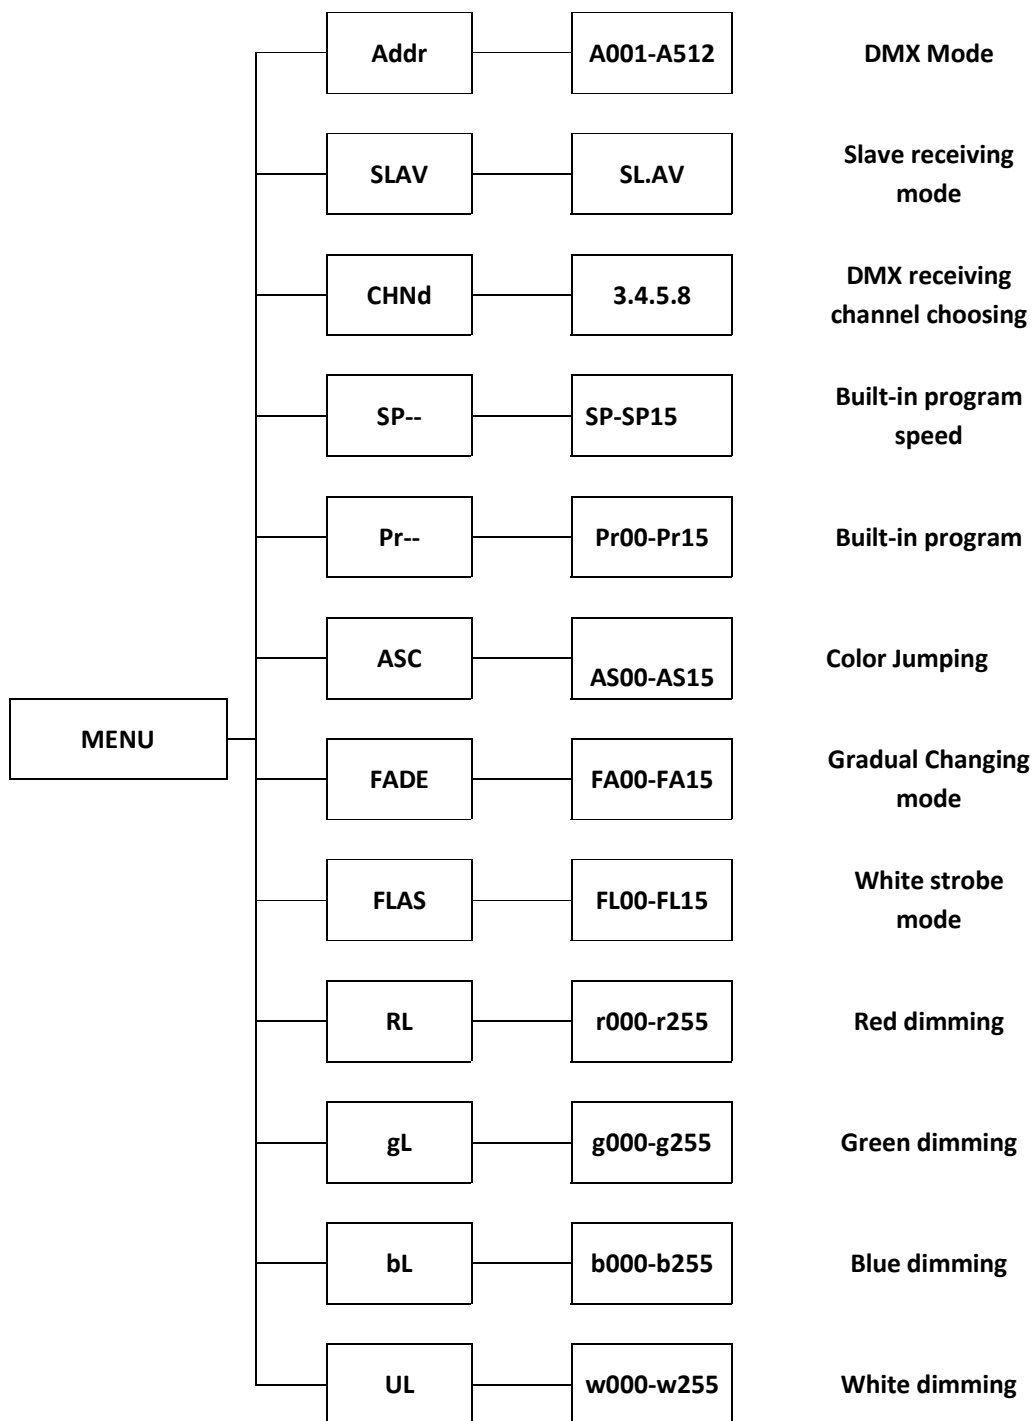 Addr A001-A512 DMX Mode
SLAV SL.AV Slave receiving
mode
CHNd 3.4.5.8 DMX receiving
channel choosing
SP-- SP-SP15 Built-in program
speed
Pr-- Pr00-Pr15 Built-in program
ASC AS00-AS15 Color Jumping
MENU
FADE FA00-FA15 Gradual Changing
mode
FLAS FL00-FL15 White strobe
mode
RL r000-r255 Red dimming
gL g000-g255 Green dimming
bL b000-b255 Blue dimming
UL w000-w255 White dimming